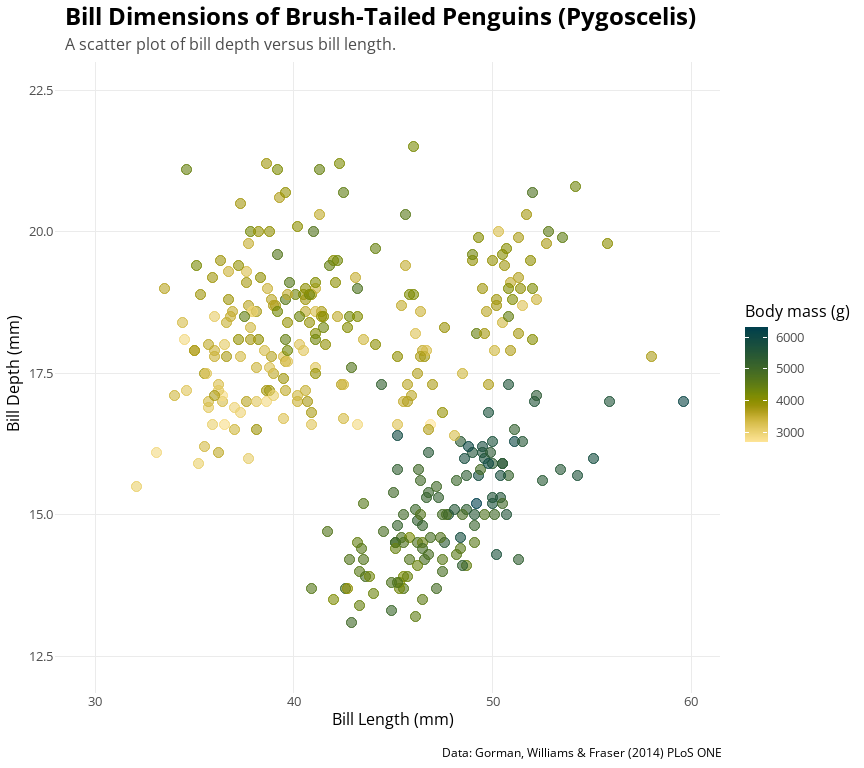 Bill Dimensions of Brush-Tailed Penguins (Pygoscelis)
A scatter plot of bill depth versus bill length.
22.5
20.0
17.5
15.0
12.5
Bill Depth (mm)
30
40
50
60
Bill Length (mm)
Body mass (g)
6000
5000
4000
3000
Data: Gorman, Williams & Fraser (2014) PLoS ONE